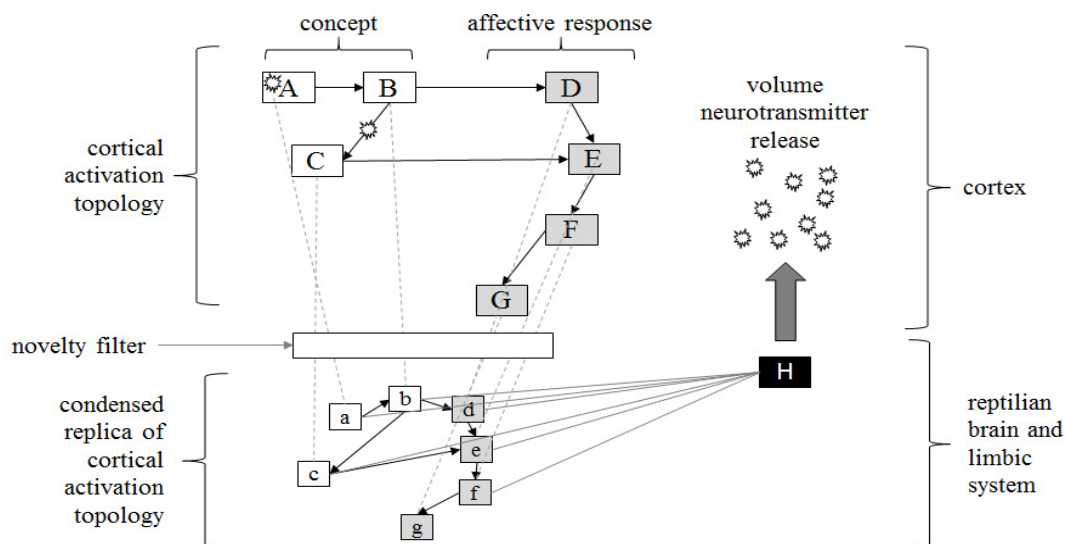 concept
affective response
A
B
D
C
E
F
G
cortical
activation
topology
volume
neurotransmitter
release
cortex
novelty filter
H
condensed
replica of
cortical
activation
topology
a
b
d
c
e
f
g
reptilian
brain and
limbic
system